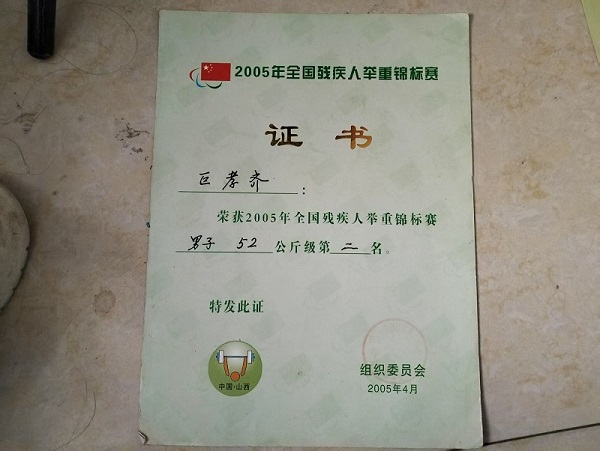 2005年全国残疾人举重锦标赛
证书
巨孝齐:
荣获2005年全国残疾人举重锦标赛
男子 52 公斤级第二名。
特发此证
中国·山西
组织委员会
2005年4月